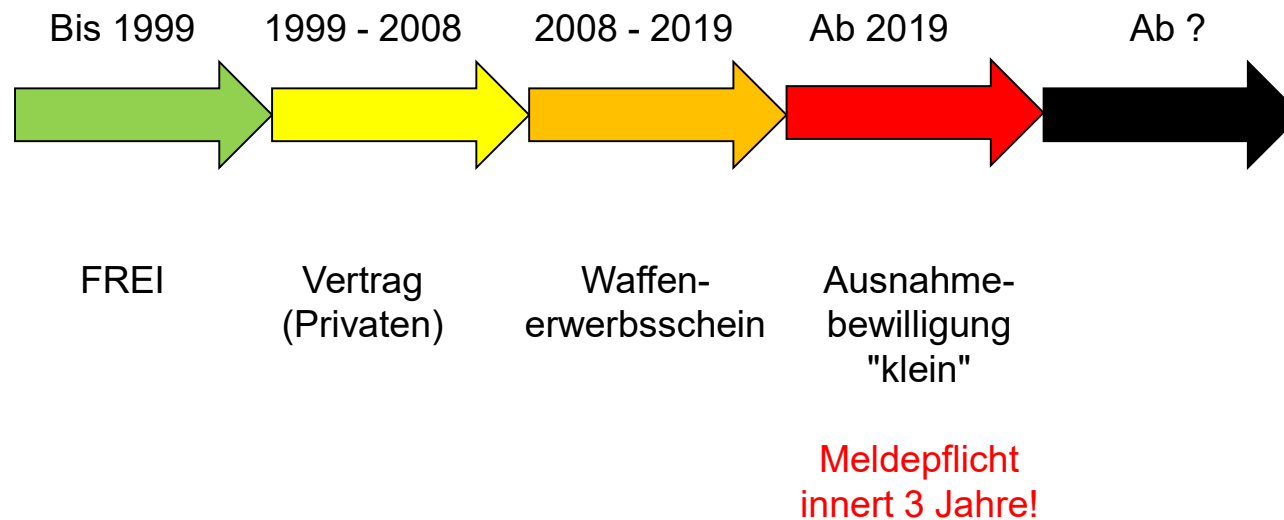 Bis 1999
1999 - 2008
2008 - 2019
Ab 2019
Ab ?
FREI
Vertrag
(Privaten)
Waffen-
erwerbsschein
Ausnahme-
bewilligung
"klein"
Meldepflicht
innert 3 Jahre!